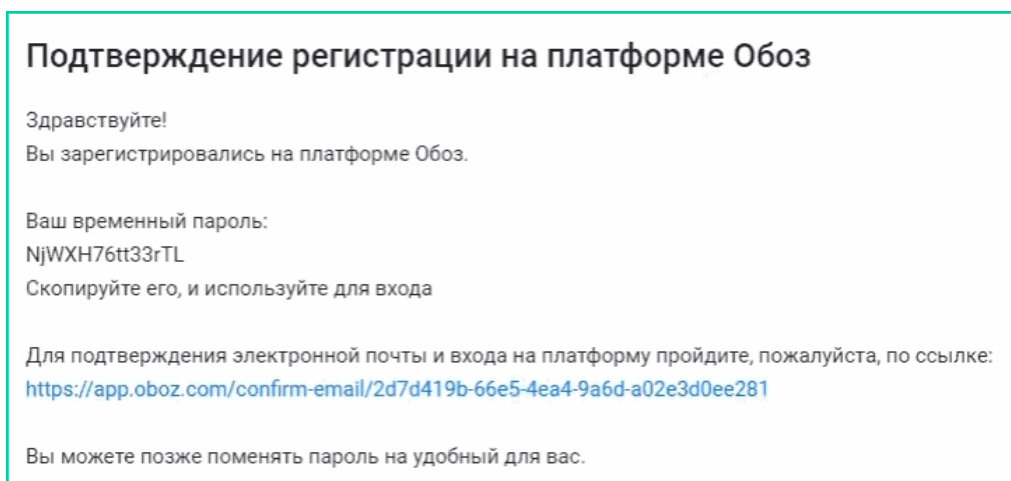 Подтверждение регистрации на платформе Обоз
Здравствуйте!
Вы зарегистрировались на платформе Обоз.
Ваш временный пароль:
NjWXH76tt33rTL
Скопируйте его, и используйте для входа
Для подтверждения электронной почты и входа на платформу пройдите, пожалуйста, по ссылке:
https://app.oboz.com/confirm-email/2d7d419b-66e5-4ea4-9a6d-a02e3d0ee281
Вы можете позже поменять пароль на удобный для вас.